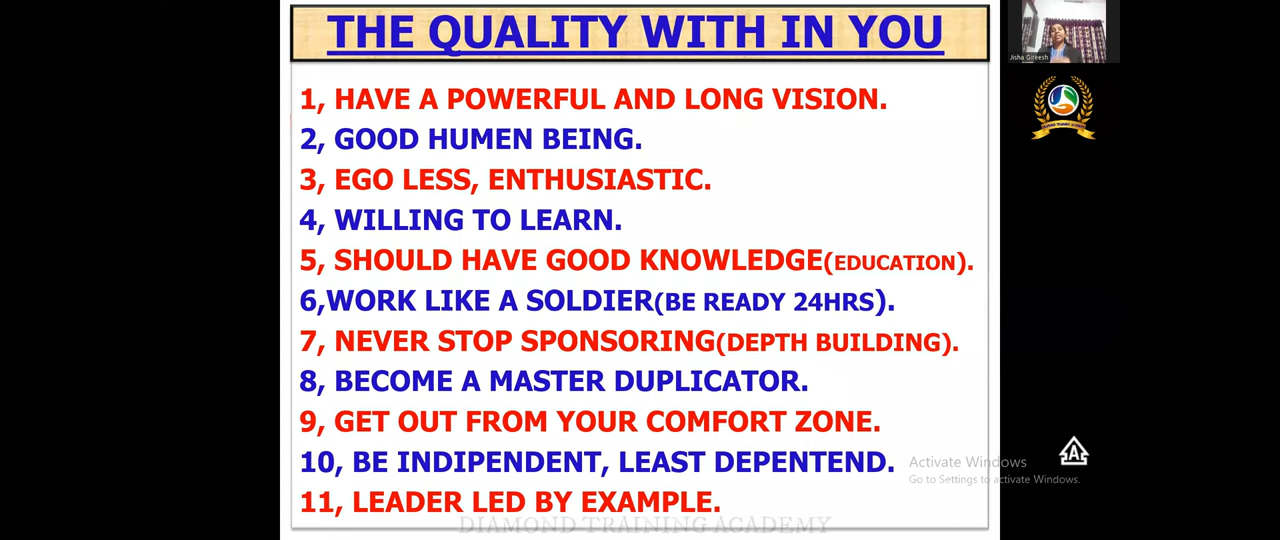 THE QUALITY WITH IN YOU
1, HAVE A POWERFUL AND LONG VISION.
2, GOOD HUMEN BEING.
3, EGO LESS, ENTHUSIASTIC.
4, WILLING TO LEARN.
5, SHOULD HAVE GOOD KNOWLEDGE(EDUCATION).
6,WORK LIKE A SOLDIER(BE READY 24HRS).
7, NEVER STOP SPONSORING(DEPTH BUILDING).
8, BECOME A MASTER DUPLICATOR.
9, GET OUT FROM YOUR COMFORT ZONE.
10, BE INDIPENDENT, LEAST DEPENTEND.
11, LEADER LED BY EXAMPLE.
DIAMOND TRAINING ACADEMY
Jisha Gireesh
DIAMOND TRAINING ACADEMY
A
Activate Windows
Go to Settings to activate Windows.